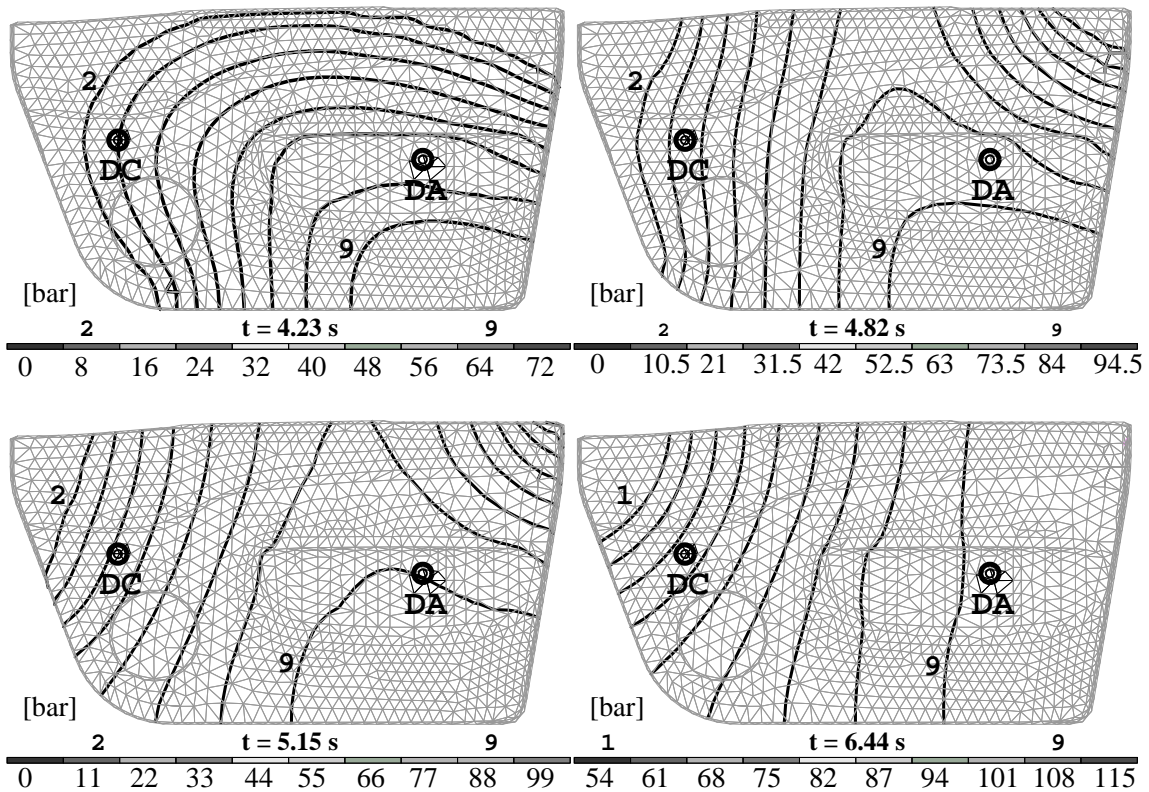 2
DC
DA
9
[bar]
2 t = 4.23 s 9
0 8 16 24 32 40 48 56 64 72
2
DC
DA
9
[bar]
2 t = 4.82 s 9
0 10.5 21 31.5 42 52.5 63 73.5 84 94.5
2
DC
DA
9
[bar]
2 t = 5.15 s 9
0 11 22 33 44 55 66 77 88 99
1
DC
DA
9
[bar]
1 t = 6.44 s 9
54 61 68 75 82 87 94 101 108 115